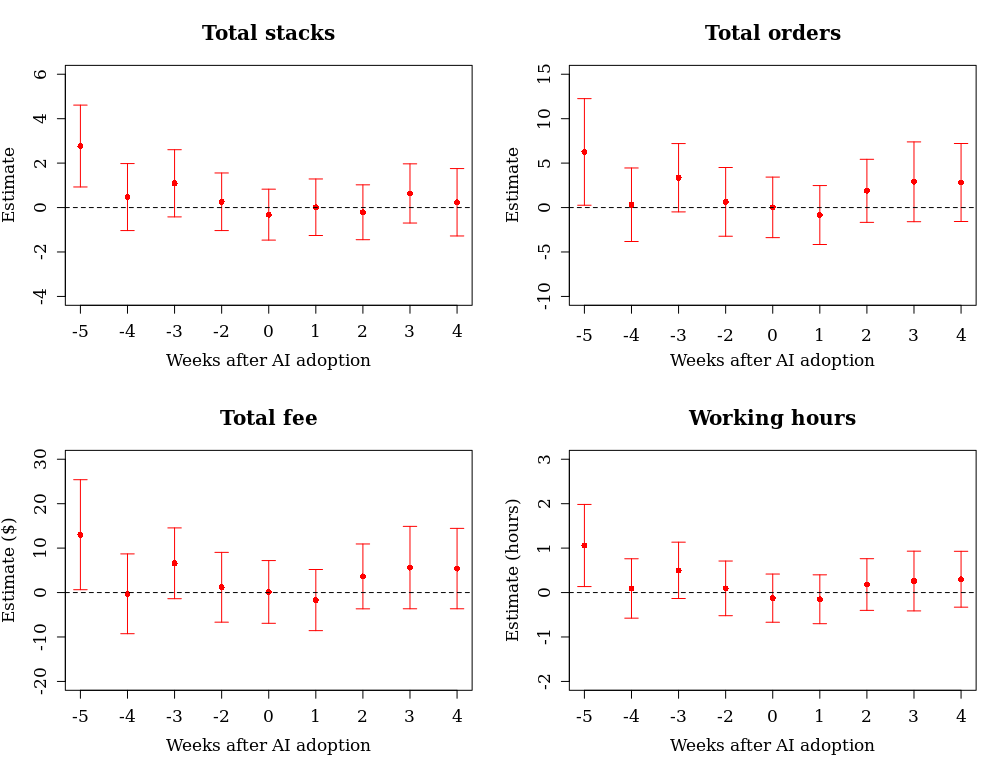 Total stacks
Estimate
6
4
2
0
-2
-4
-5 -4 -3 -2 0 1 2 3 4
Weeks after AI adoption
Total orders
Estimate
15
10
5
0
-5
-10
-5 -4 -3 -2 0 1 2 3 4
Weeks after AI adoption
Total fee
Estimate ($)
30
20
10
0
-10
-20
-5 -4 -3 -2 0 1 2 3 4
Weeks after AI adoption
Working hours
Estimate (hours)
3
2
1
0
-1
-2
-5 -4 -3 -2 0 1 2 3 4
Weeks after AI adoption